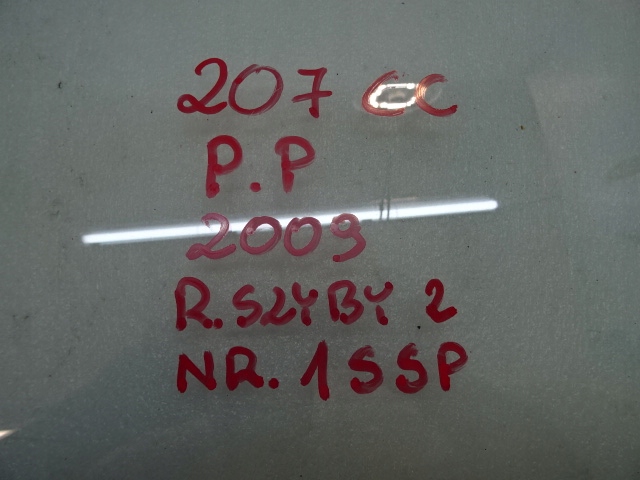 207 CC
P.P
2009
R.SZYBY 2
NR. 1SSP